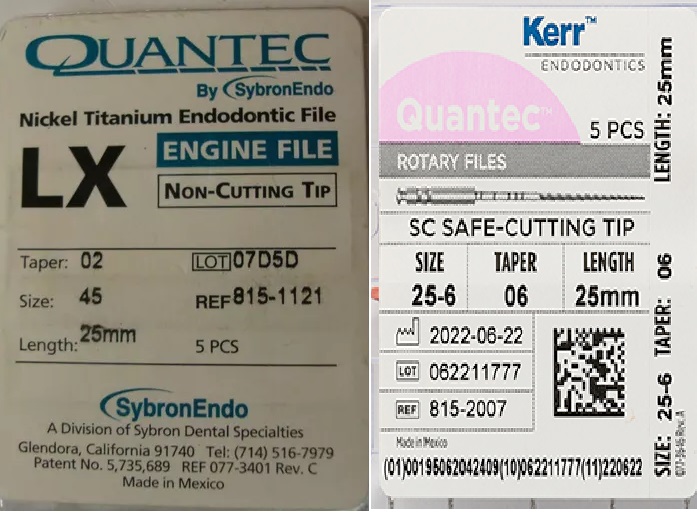 QUANTEC
By SybronEndo
Nickel Titanium Endodontic File
LX
ENGINE FILE
NON-CUTTING TIP
Taper: 02
LOT 07D5D
Size: 45
REF 815-1121
Length: 25mm
5 PCS
SybronEndo
A Division of Sybron Dental Specialties
Glendora, California 91740 Tel: (714) 516-7979
Patent No. 5,735,689 REF 077-3401 Rev. C
Made in Mexico
Kerr™
ENDODONTICS
Quantec™
5 PCS
ROTARY FILES
SC SAFE-CUTTING TIP
SIZE TAPER LENGTH
25-6 06 25mm
2022-06-22
LOT 062211777
REF 815-2007
Made in Mexico
(01)00195062042409(10)062211777(11)220622
SIZE: 25-6 TAPER: 06 LENGTH: 25mm